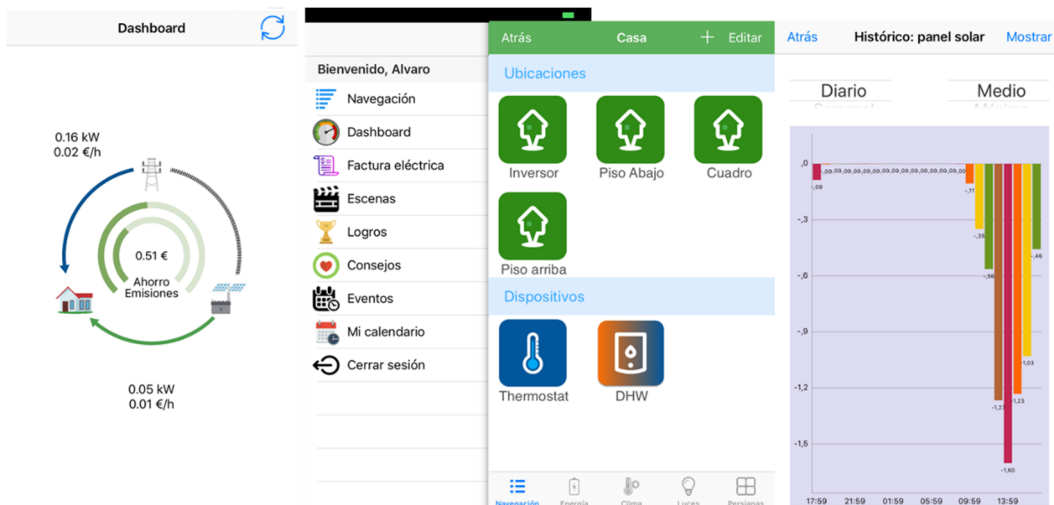 Dashboard
0.16 kW
0.02 €/h
0.51 €
Ahorro
Emisiones
0.05 kW
0.01 €/h
Bienvenido, Alvaro
Navegación
Dashboard
Factura eléctrica
Escenas
Logros
Consejos
Eventos
Mi calendario
Cerrar sesión
Atrás Casa + Editar
Ubicaciones
Inversor Piso Abajo Cuadro
Piso arriba
Dispositivos
Thermostat DHW
Navegación Energía Clima Luces Persianas
Atrás Histórico: panel solar Mostrar
Diario Medio
,0
-,3
-,6
-,9
-1,2
-1,5
-,09
-,11
-,35
-,56
-1,27
-1,60
-1,23
-1,03
-,46
17:59 21:59 01:59 05:59 09:59 13:59